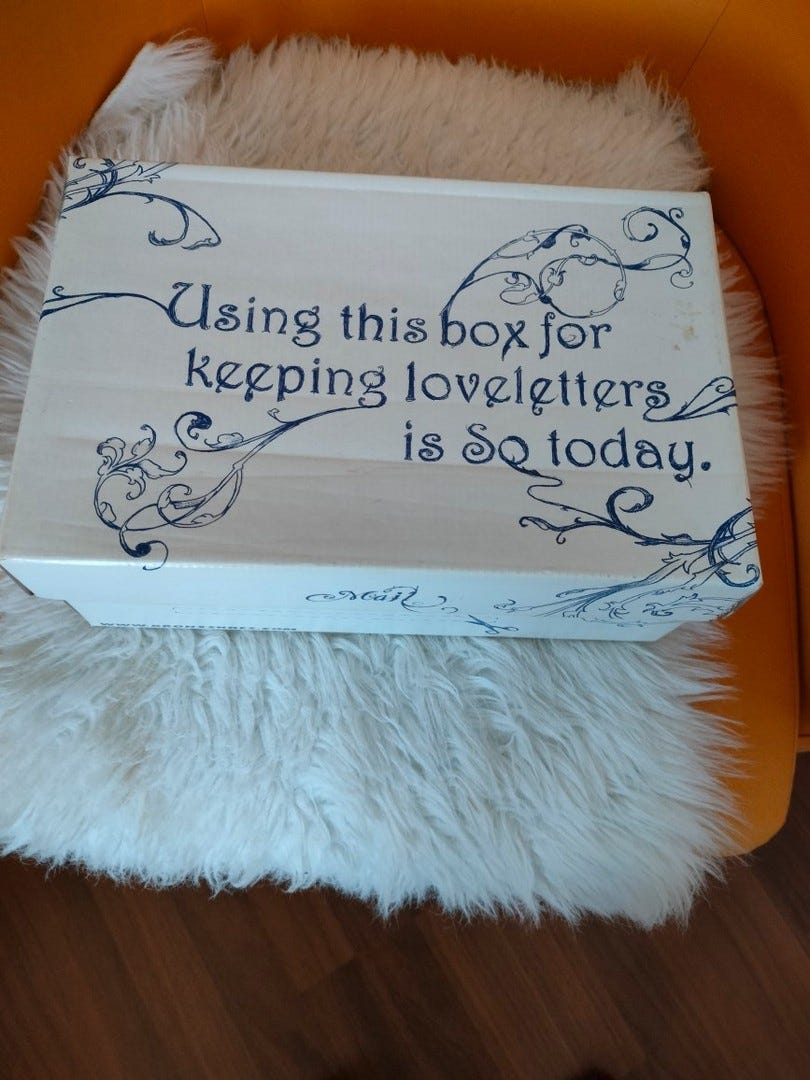 Using this box for
keeping loveletters
is So today.
Mail